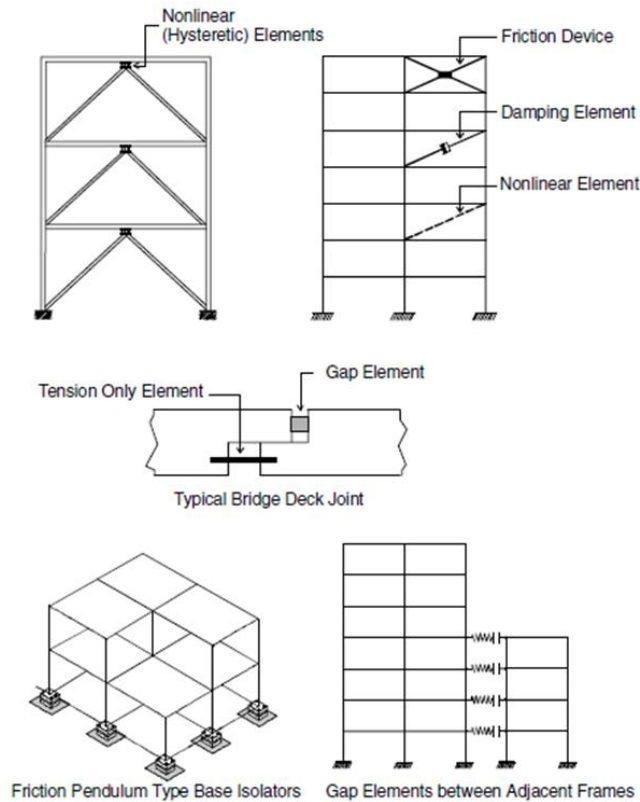 Nonlinear
(Hysteretic) Elements
Friction Device
Damping Element
Nonlinear Element
Gap Element
Tension Only Element
Typical Bridge Deck Joint
Friction Pendulum Type Base Isolators
Gap Elements between Adjacent Frames